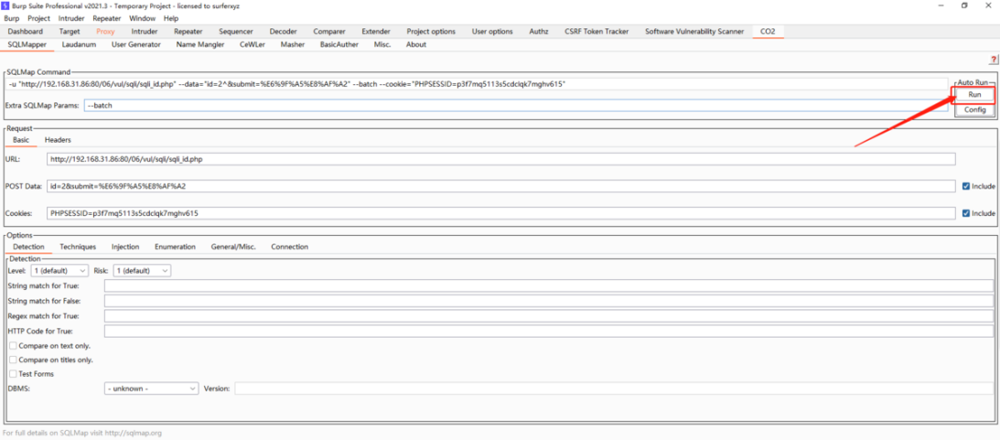 Burp Suite Professional v2021.3 - Temporary Project - licensed to surferxyz
Burp Project Intruder Repeater Window Help
Dashboard Target Proxy Intruder Repeater Sequencer Decoder Comparer Extender Project options User options Authz CSRF Token Tracker Software Vulnerability Scanner CO2
SQLMapper Laudanum User Generator Name Mangler CeWLer Masher BasicAuther Misc. About
?
SQLMap Command
-u "http://192.168.31.86:80/06/vul/sqli/sqli_id.php" --data="id=2^&submit=%E6%9F%A5%E8%AF%A2" --batch --cookie="PHPSESSID=p3f7mq5113s5cdclqk7mghv615"
Auto Run
Run
Extra SQLMap Params: --batch
Config
Request
Basic Headers
URL: http://192.168.31.86:80/06/vul/sqli/sqli_id.php
POST Data: id=2&submit=%E6%9F%A5%E8%AF%A2 Include
Cookies: PHPSESSID=p3f7mq5113s5cdclqk7mghv615 Include
Options
Detection Techniques Injection Enumeration General/Misc. Connection
Detection
Level: 1 (default) Risk: 1 (default)
String match for True:
String match for False:
Regex match for True:
HTTP Code for True:
Compare on text only.
Compare on titles only.
Test Forms
DBMS: - unknown - Version:
For full details on SQLMap visit http://sqlmap.org